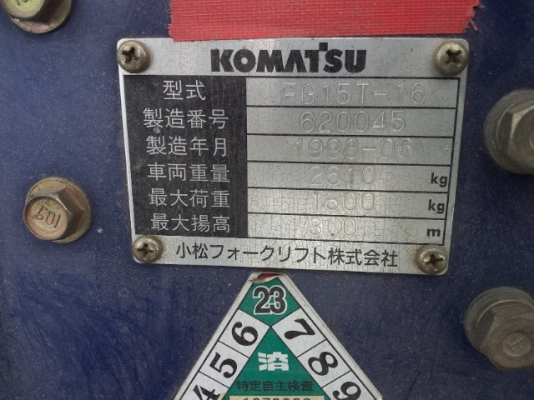 KOMATSU
型式 FG15T-16
製造番号 620045
製造年月
車両重量 kg
最大荷重 1500 kg
最大揚高 m
小松フォークリフト株式会社
23
4 5 6 済 7 8 9
特定自主検査
109